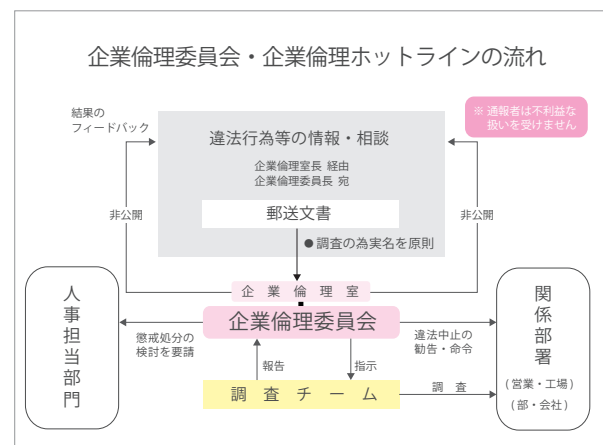 企業倫理委員会・企業倫理ホットラインの流れ
結果の
フィードバック
※ 通報者は不利益な
扱いを受けません
違法行為等の情報・相談
企業倫理室長 経由
企業倫理委員長 宛
郵送文書
非公開
非公開
●調査の為実名を原則
企業倫理室
人事担当部門
企業倫理委員会
関係部署
(営業・工場)
(部・会社)
懲戒処分の
検討を要請
違法中止の
勧告・命令
報告
指示
調査チーム
調査